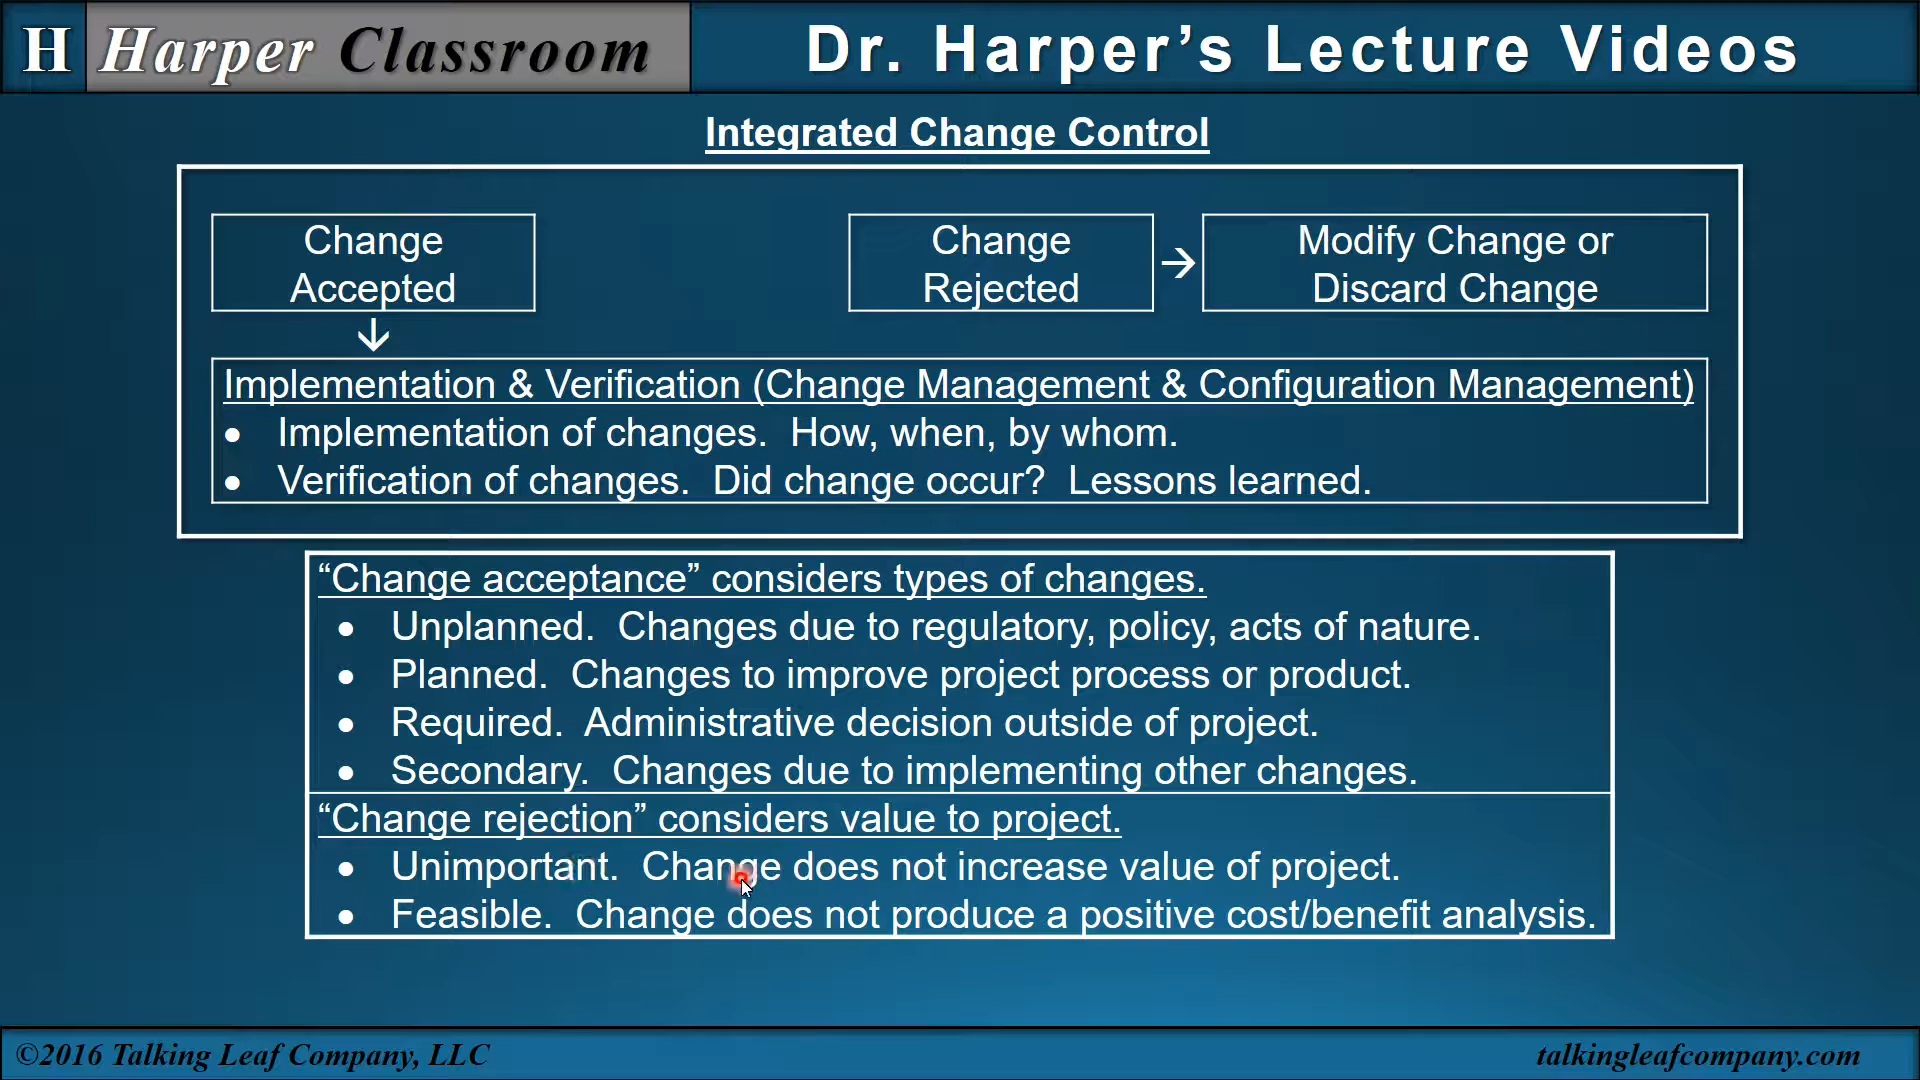 H Harper Classroom
Dr. Harper’s Lecture Videos
Integrated Change Control
Change
Accepted
Change
Rejected
→
Modify Change or
Discard Change
↓
Implementation & Verification (Change Management & Configuration Management)
• Implementation of changes. How, when, by whom.
• Verification of changes. Did change occur? Lessons learned.
“Change acceptance” considers types of changes.
• Unplanned. Changes due to regulatory, policy, acts of nature.
• Planned. Changes to improve project process or product.
• Required. Administrative decision outside of project.
• Secondary. Changes due to implementing other changes.
“Change rejection” considers value to project.
• Unimportant. Change does not increase value of project.
• Feasible. Change does not produce a positive cost/benefit analysis.
©2016 Talking Leaf Company, LLC
talkingleafcompany.com